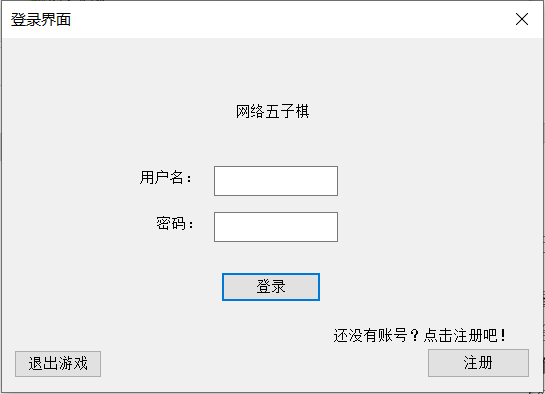 登录界面
网络五子棋
用户名：
密码：
登录
还没有账号？点击注册吧！
退出游戏
注册